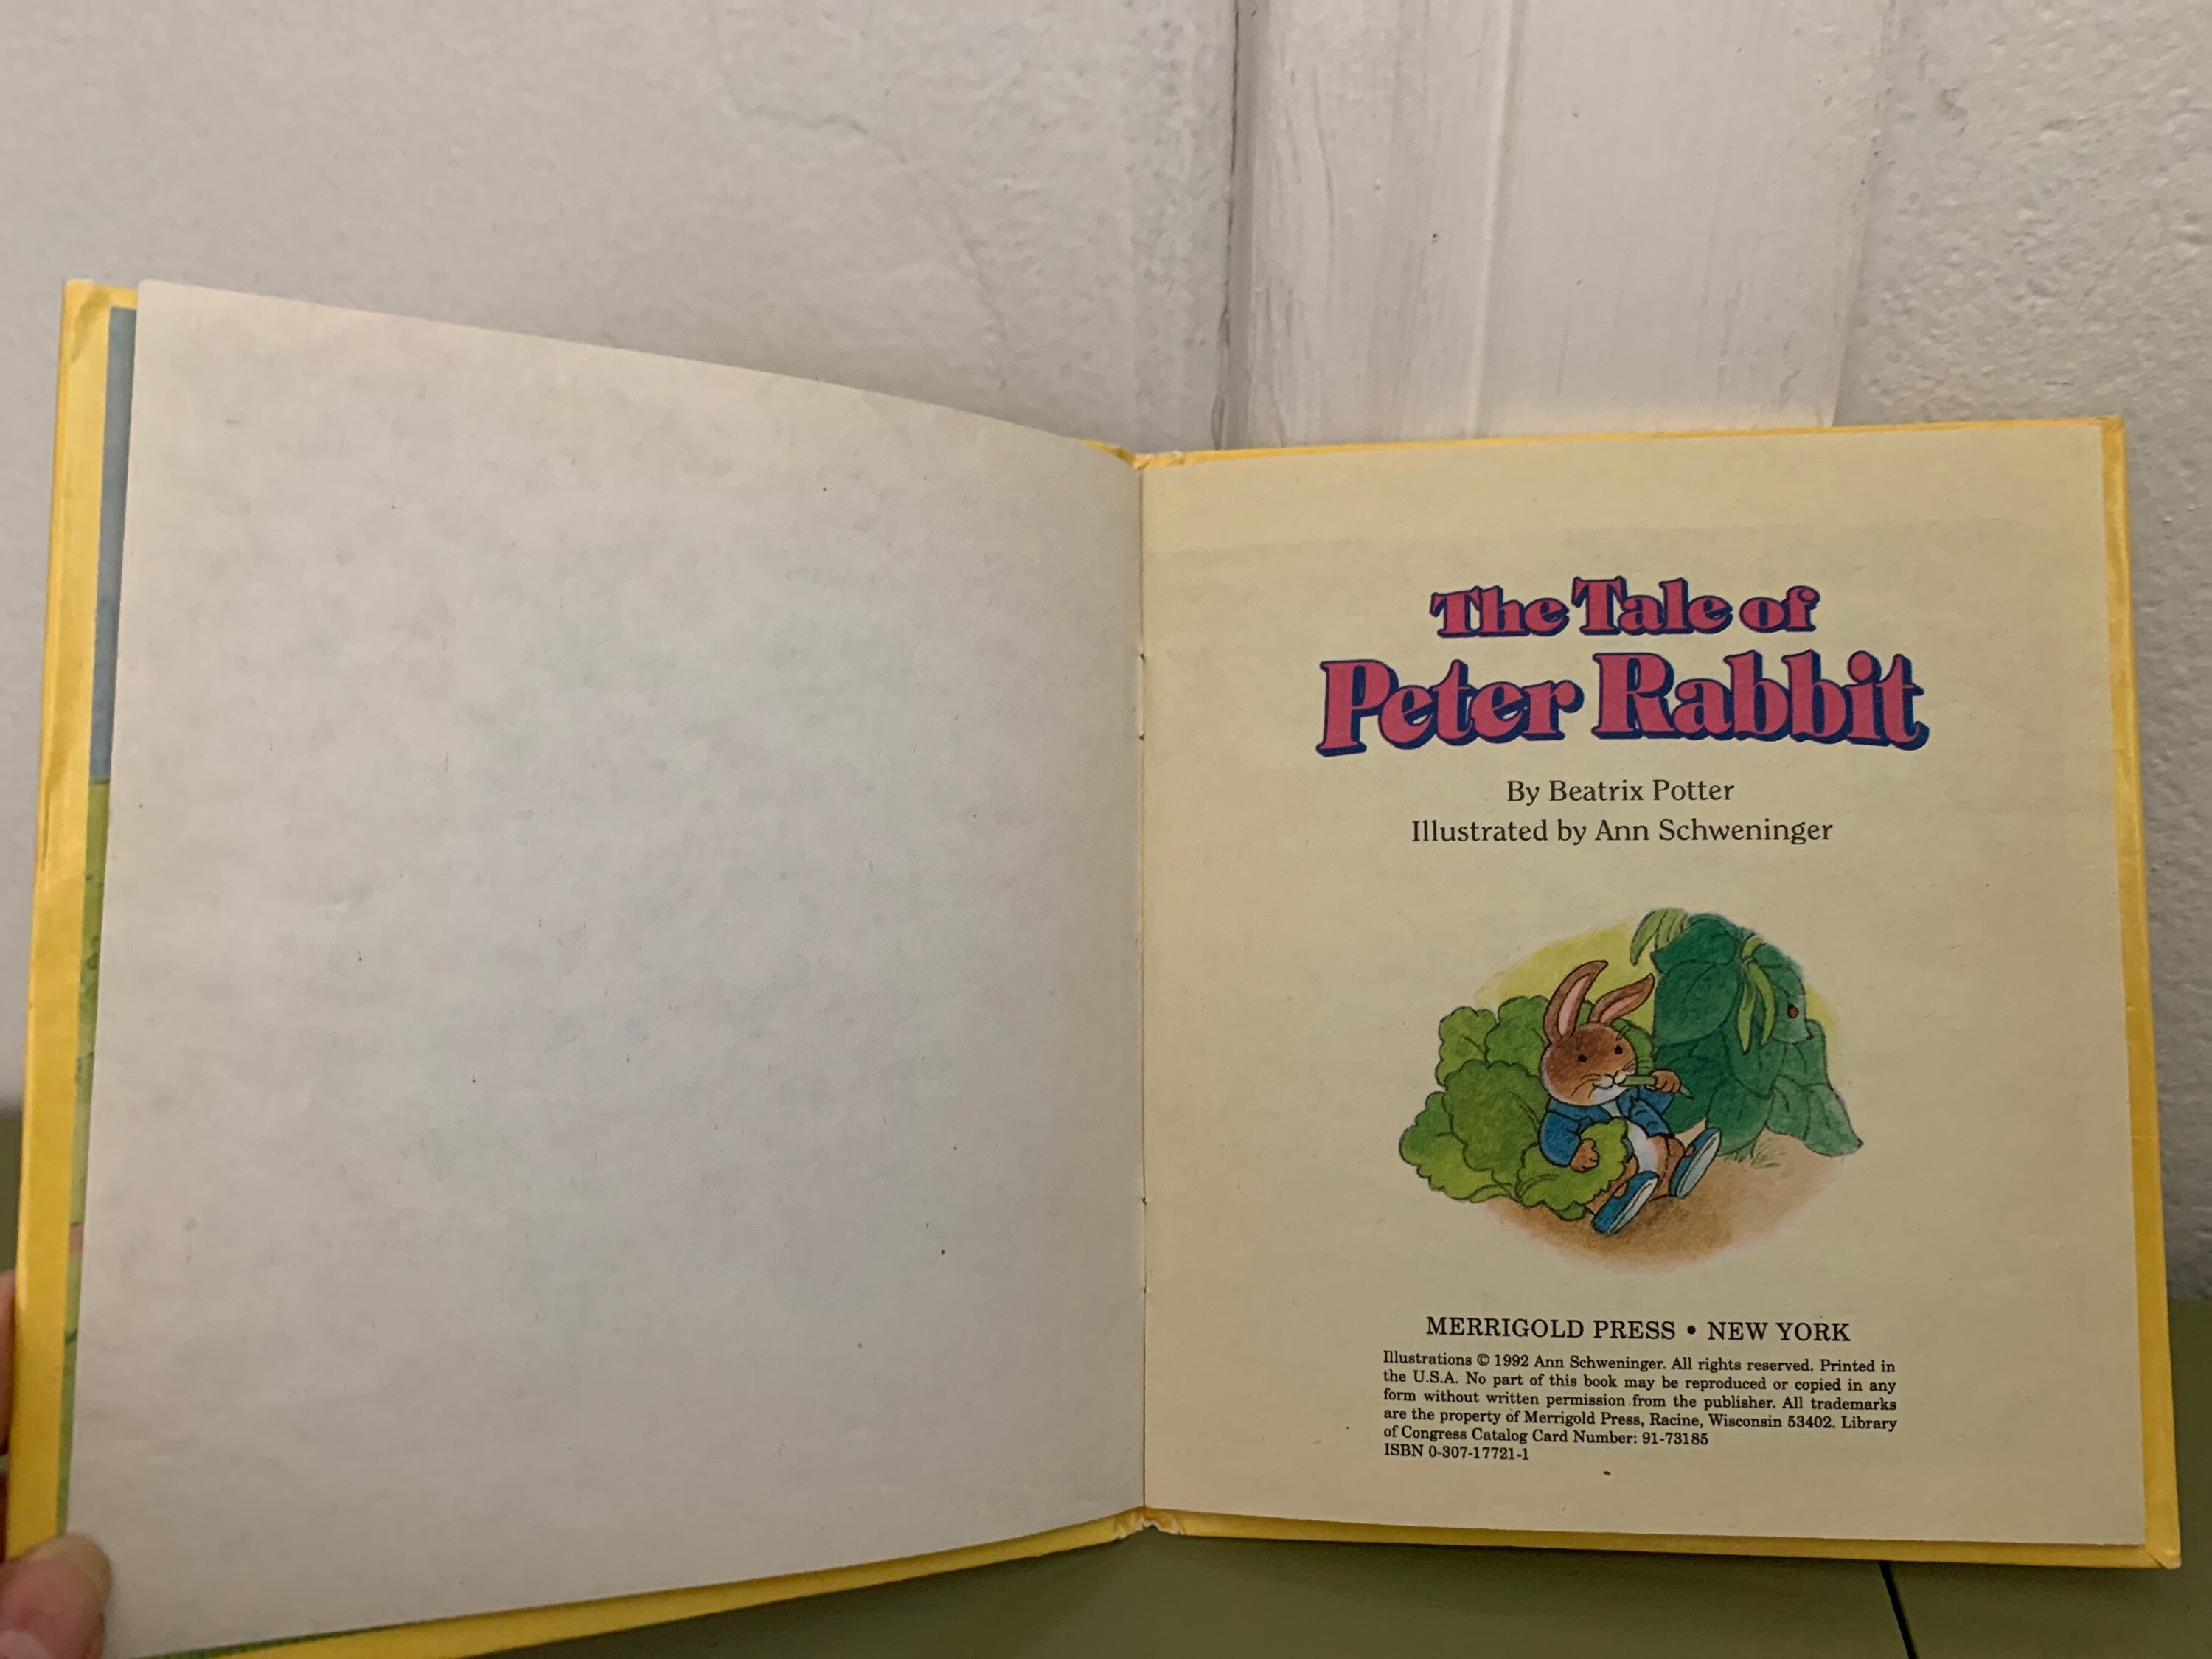 The Tale of
Peter Rabbit
By Beatrix Potter
Illustrated by Ann Schweninger
MERRIGOLD PRESS • NEW YORK
Illustrations © 1992 Ann Schweninger. All rights reserved. Printed in
the U.S.A. No part of this book may be reproduced or copied in any
form without written permission from the publisher. All trademarks
are the property of Merrigold Press, Racine, Wisconsin 53402. Library
of Congress Catalog Card Number: 91-73185
ISBN 0-307-17721-1